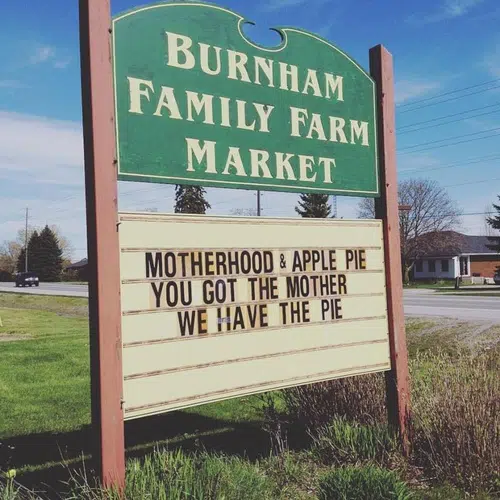 BURNHAM
FAMILY FARM
MARKET
MOTHERHOOD & APPLE PIE
YOU GOT THE MOTHER
WE HAVE THE PIE